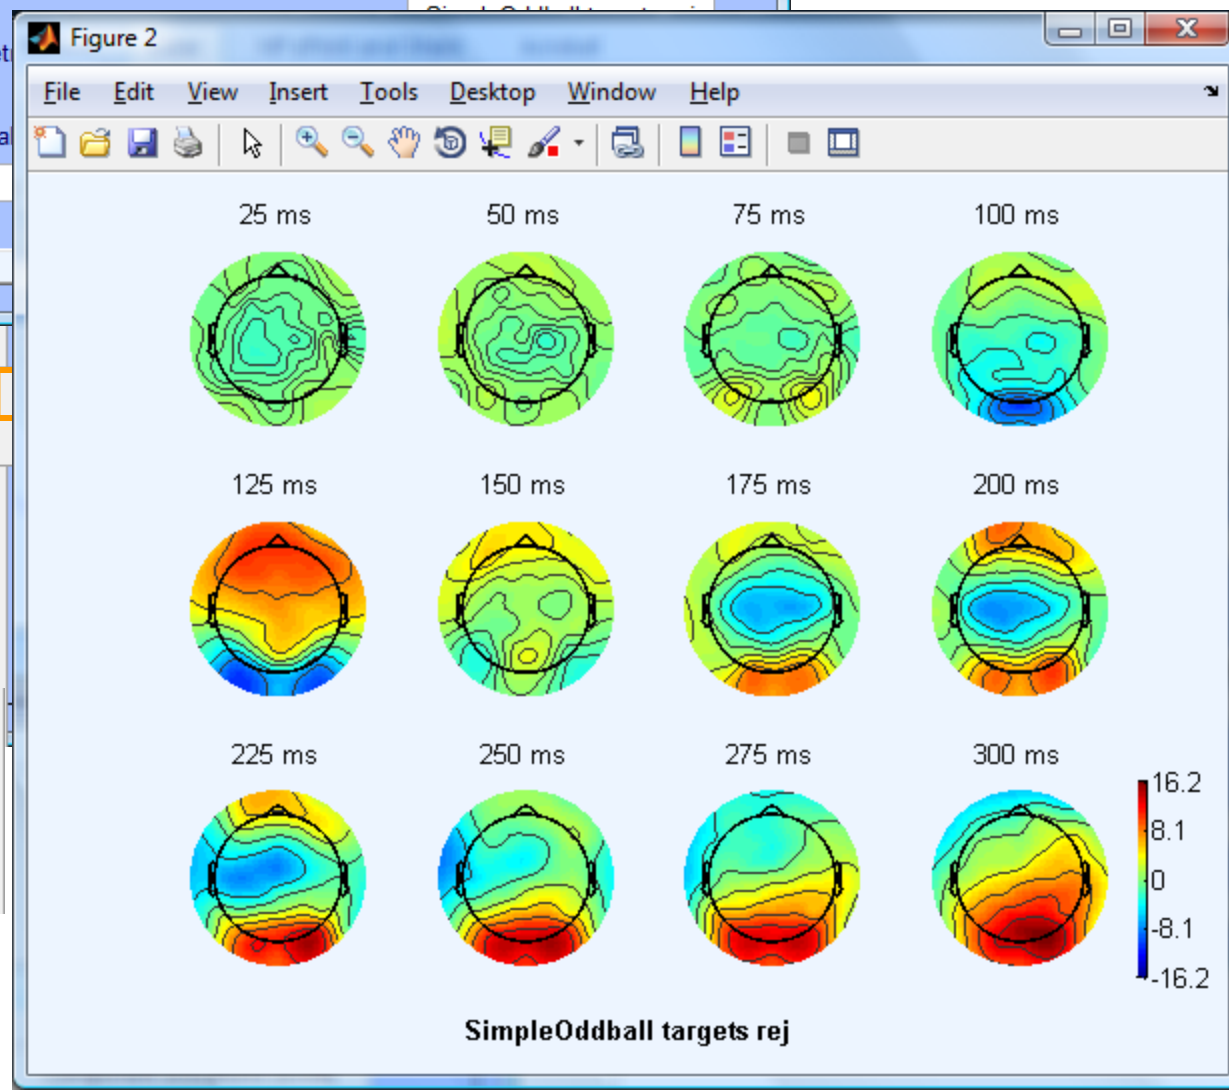 Figure 2
File Edit View Insert Tools Desktop Window Help
25 ms 50 ms 75 ms 100 ms
125 ms 150 ms 175 ms 200 ms
225 ms 250 ms 275 ms 300 ms
16.2
8.1
0
-8.1
-16.2
SimpleOddball targets rej